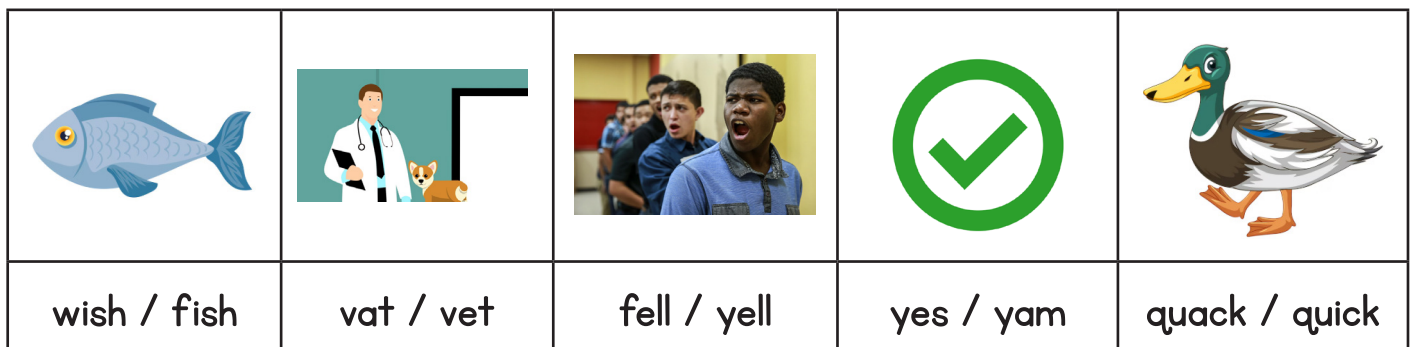 wish / fish
vat / vet
fell / yell
yes / yam
quack / quick